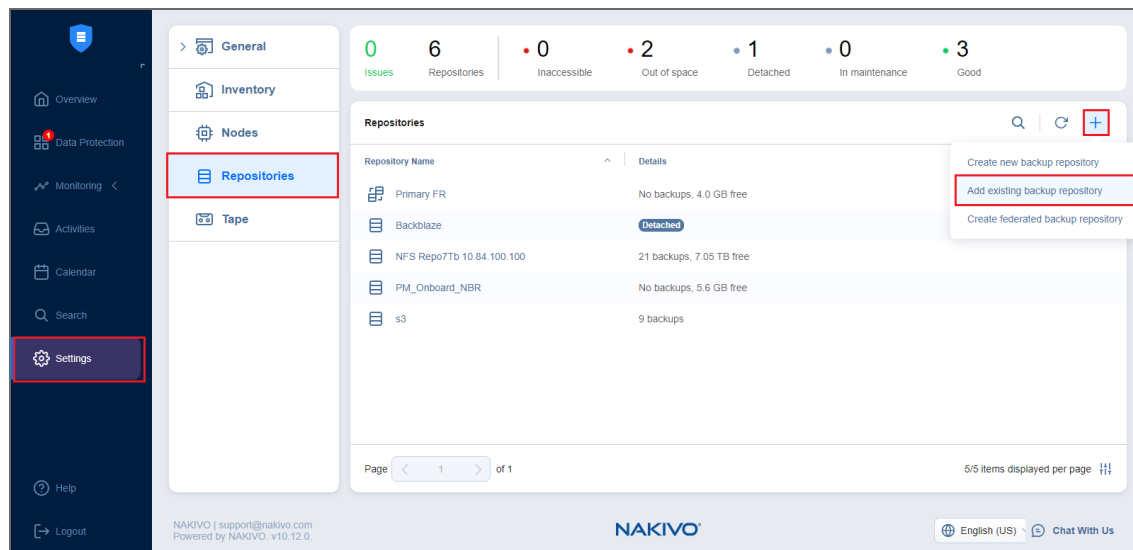 Overview
1
Data Protection
Monitoring
Activities
Calendar
Search
Settings
Help
Logout
General
Inventory
Nodes
Repositories
Tape
0 6 0 2 1 0 3
Issues Repositories Inaccessible Out of space Detached In maintenance Good
Repositories
Repository Name Details
Primary FR No backups, 4.0 GB free
Backblaze Detached
NFS Repo7Tb 10.84.100.100 21 backups, 7.05 TB free
PM_Onboard_NBR No backups, 5.6 GB free
s3 9 backups
Create new backup repository
Add existing backup repository
Create federated backup repository
Page 1 of 1 5/5 items displayed per page
NAKIVO | support@nakivo.com
Powered by NAKIVO. v10.12.0.
NAKIVO
English (US) Chat With Us